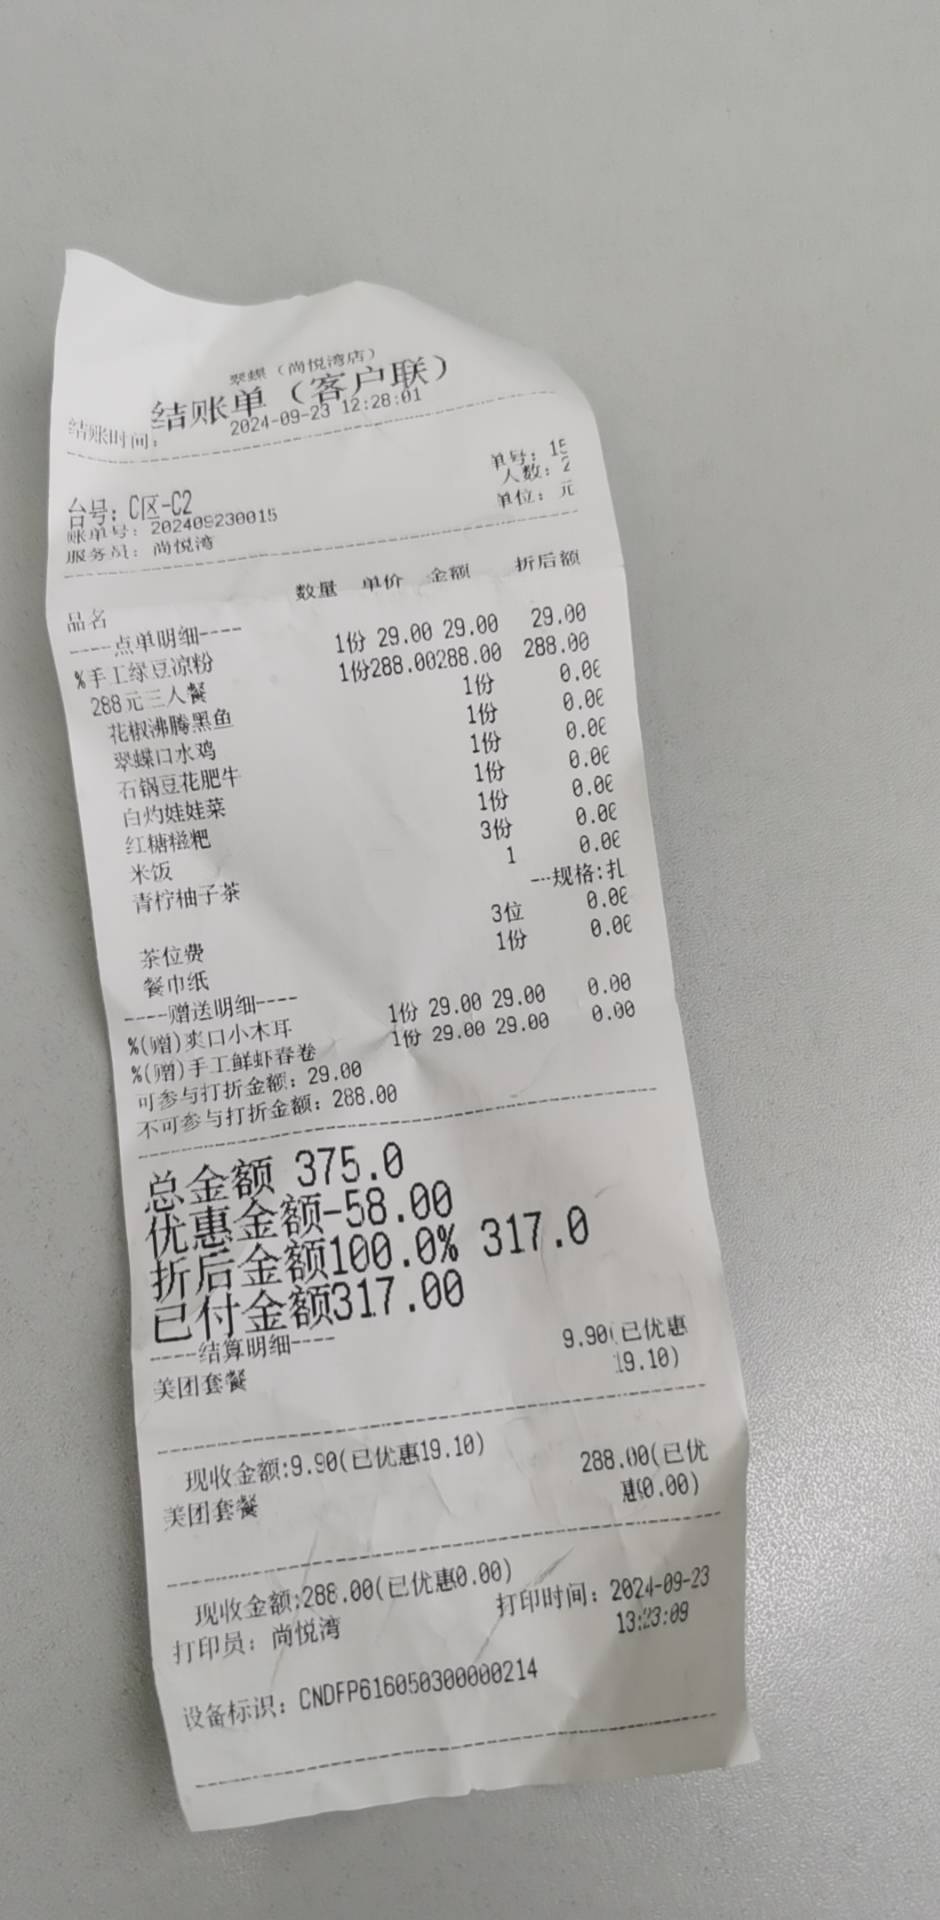 翠蝶（尚悦湾店）
结账单（客户联）
结账时间： 2024-09-23 12:28:01
单号：15
台号：C区-C2 人数：2
账单号：202409230015 单位：元
服务员：尚悦湾
品名 数量 单价 金额 折后额
----点单明细----
%手工绿豆凉粉 1份 29.00 29.00 29.00
288元三人餐 1份288.00288.00 288.00
花椒沸腾黑鱼 1份 0.0
翠蝶口水鸡 1份 0.0
石锅豆花肥牛 1份 0.0
白灼娃娃菜 1份 0.0
红糖糍粑 1份 0.0
米饭 3份 0.0
青柠柚子茶 1 0.0
---规格:扎
茶位费 3位 0.0
餐巾纸 1份 0.0
----赠送明细----
%(赠)爽口小木耳 1份 29.00 29.00 0.00
%(赠)手工鲜虾春卷 1份 29.00 29.00 0.00
可参与打折金额：29.00
不可参与打折金额：288.00
总金额 375.0
优惠金额-58.00
折后金额100.0% 317.0
已付金额317.00
----结算明细----
美团套餐 9.90(已优惠
19.10)
现收金额:9.90(已优惠19.10)
美团套餐 288.00(已优
惠0.00)
现收金额:288.00(已优惠0.00)
打印员：尚悦湾 打印时间：2024-09-23
13:23:09
设备标识：CNDFP616050300000214